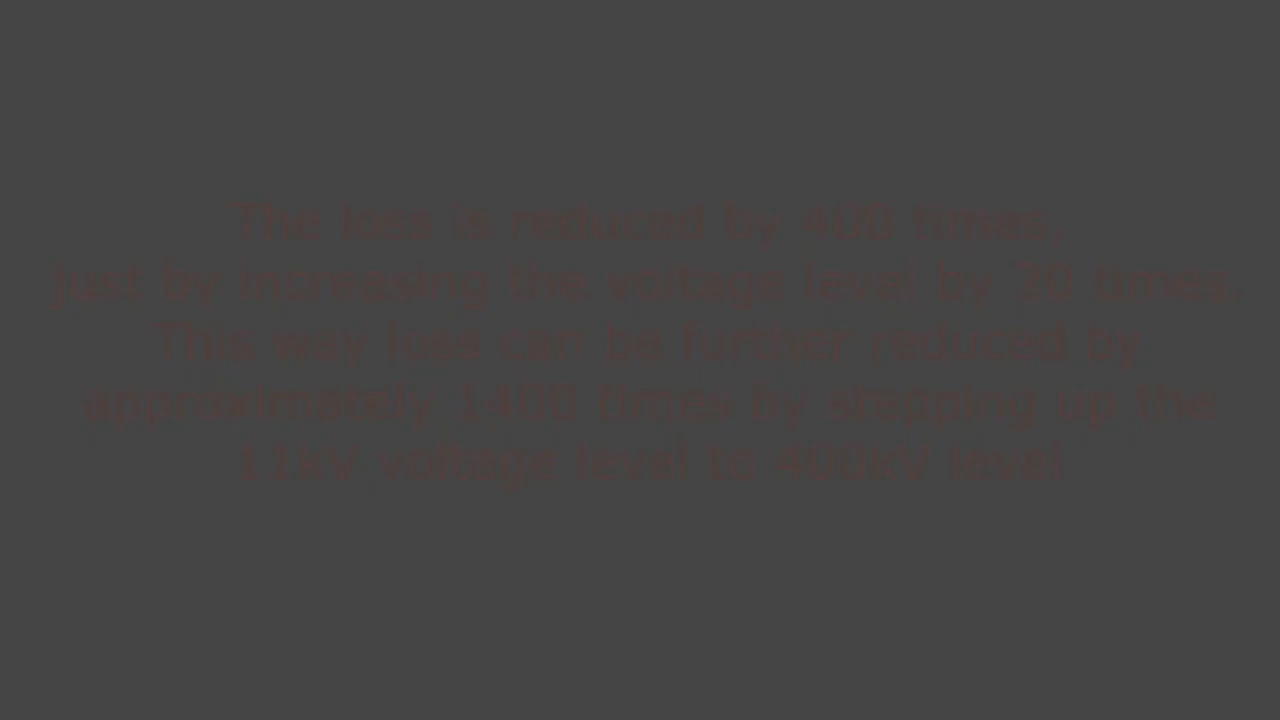 The loss is reduced by 400 times,
just by increasing the voltage level by 20 times.
This way loss can be further reduced by
approximately 1400 times by stepping up the
11kV voltage level to 400kV level